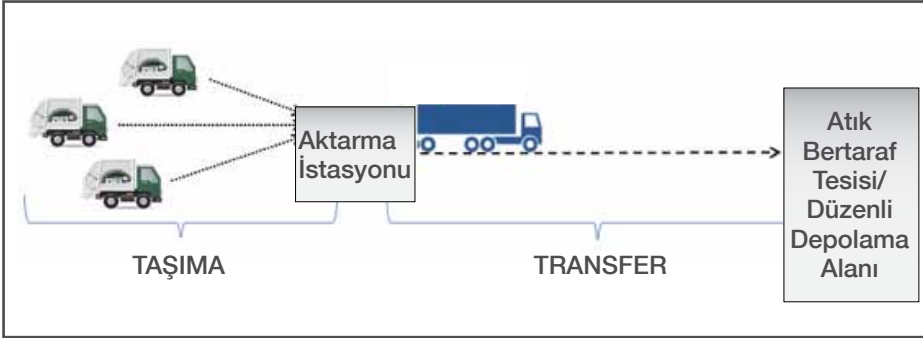 Aktarma
İstasyonu
Atık
Bertaraf
Tesisi/
Düzenli
Depolama
Alanı
TAŞIMA
TRANSFER